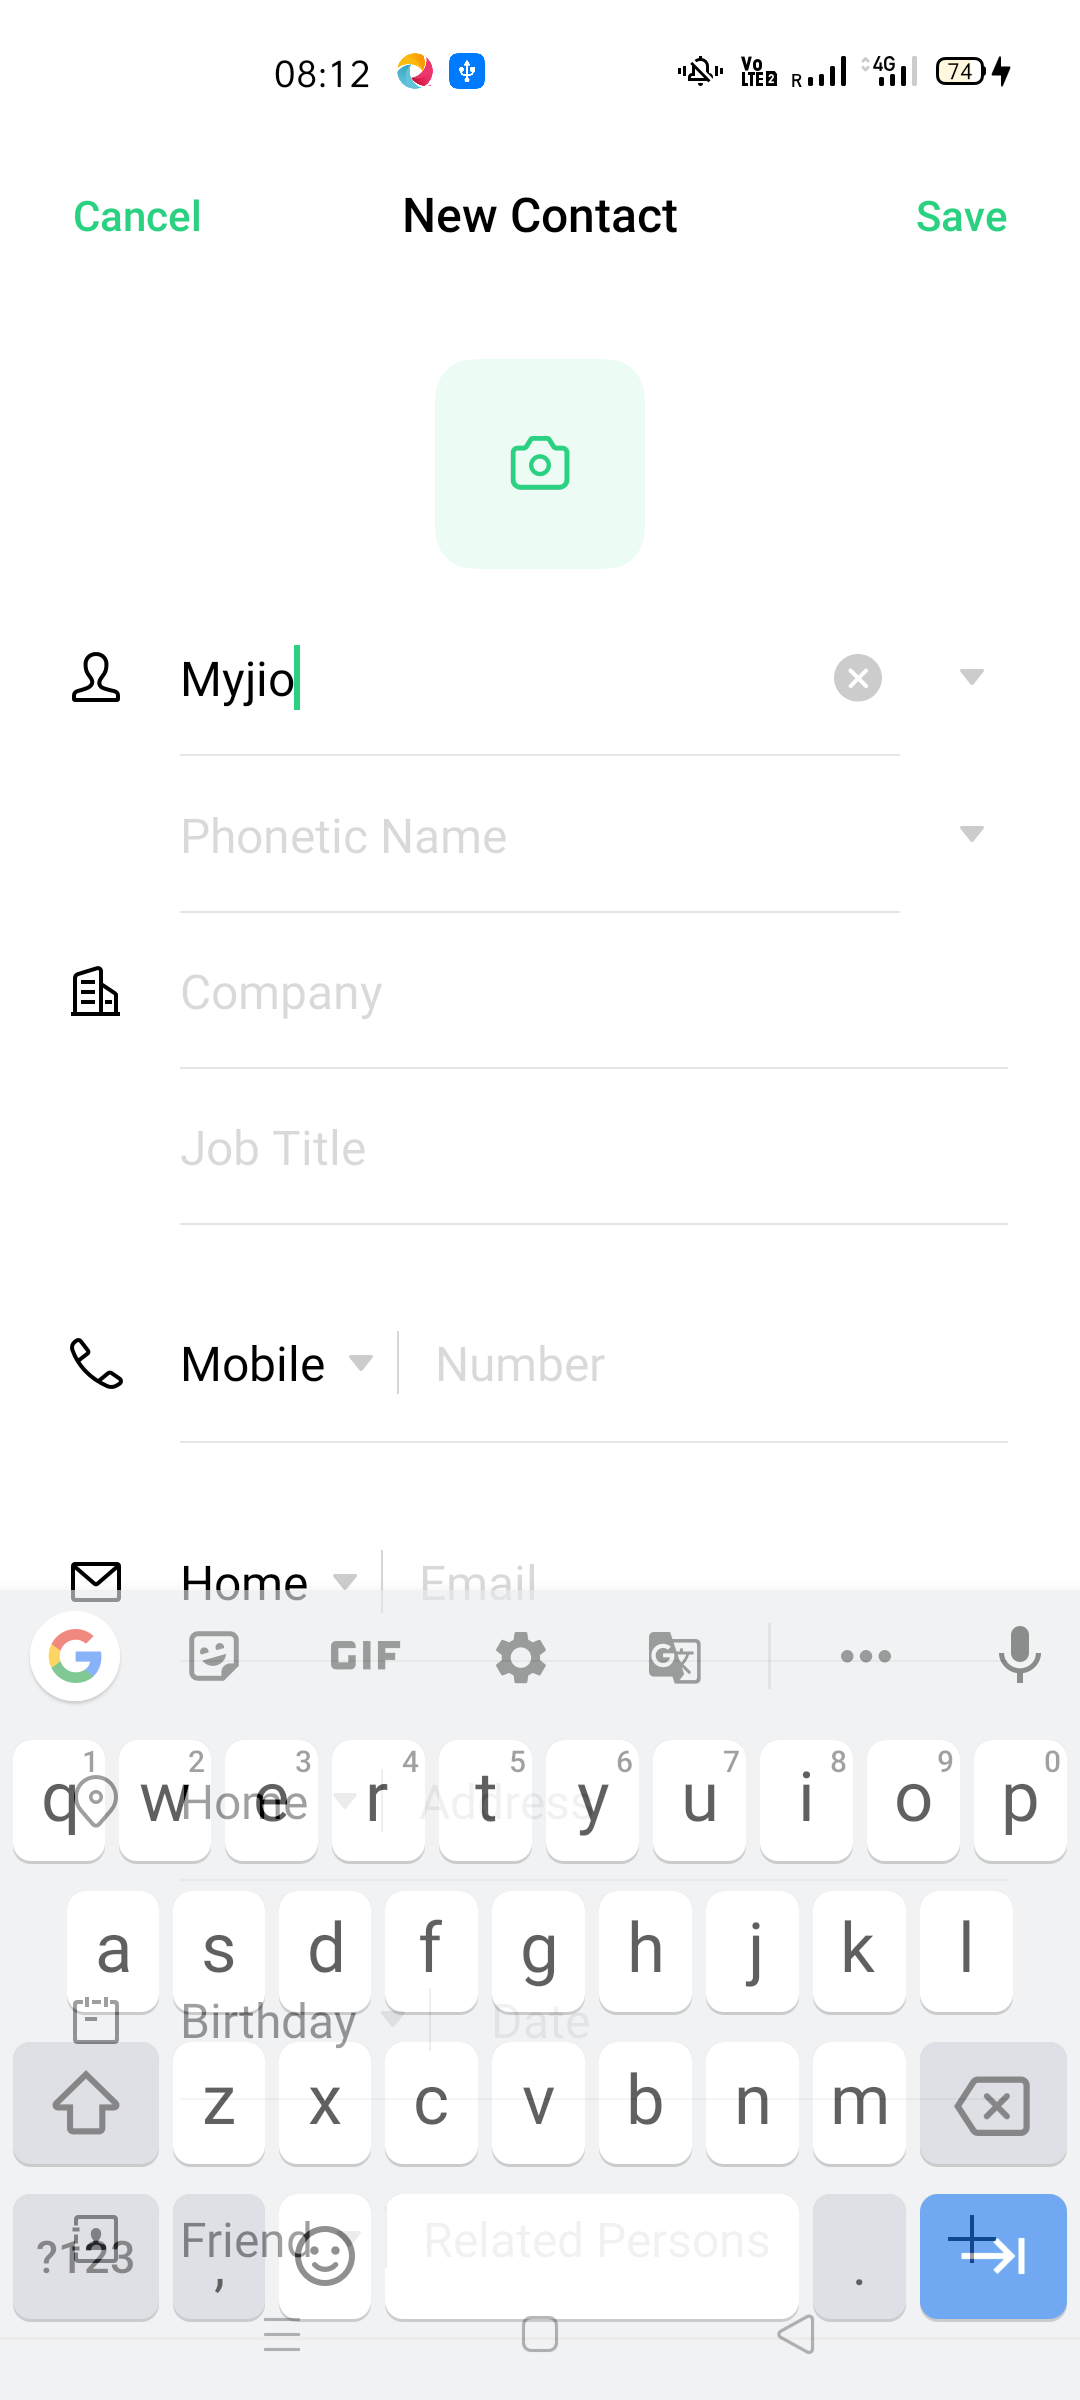 08:12 Vo LTE2 R 4G 74
Cancel New Contact Save
Myjio
Phonetic Name
Company
Job Title
Mobile Number
Home Email
G GIF G文
1 2 3 4 5 6 7 8 9 0
q w e r t y u i o p
Home Address
a s d f g h j k l
Birthday Date
z x c v b n m
Friend Related Persons
?123 , .